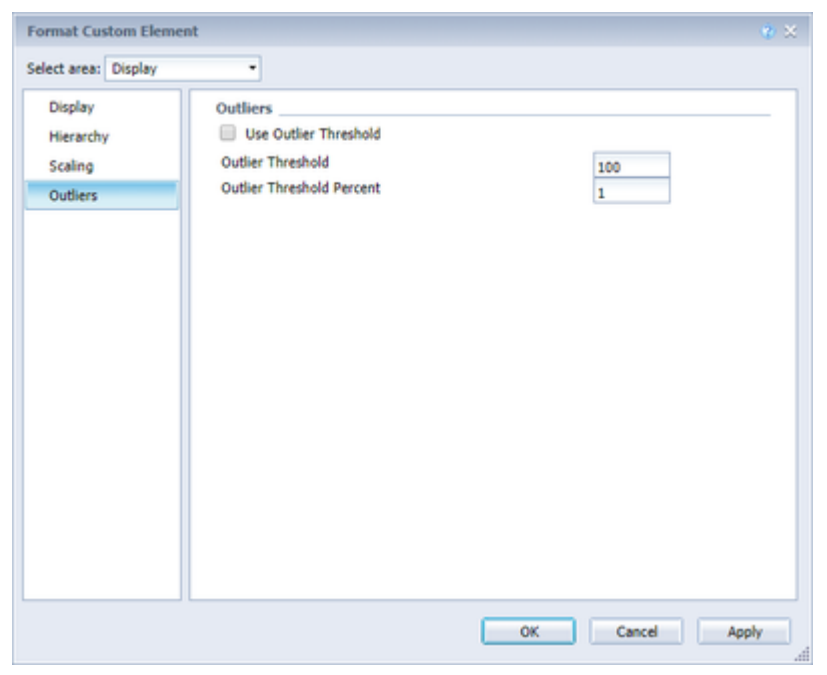 Format Custom Element
Select area: Display
Display
Hierarchy
Scaling
Outliers
Outliers
Use Outlier Threshold
Outlier Threshold 100
Outlier Threshold Percent 1
OK Cancel Apply